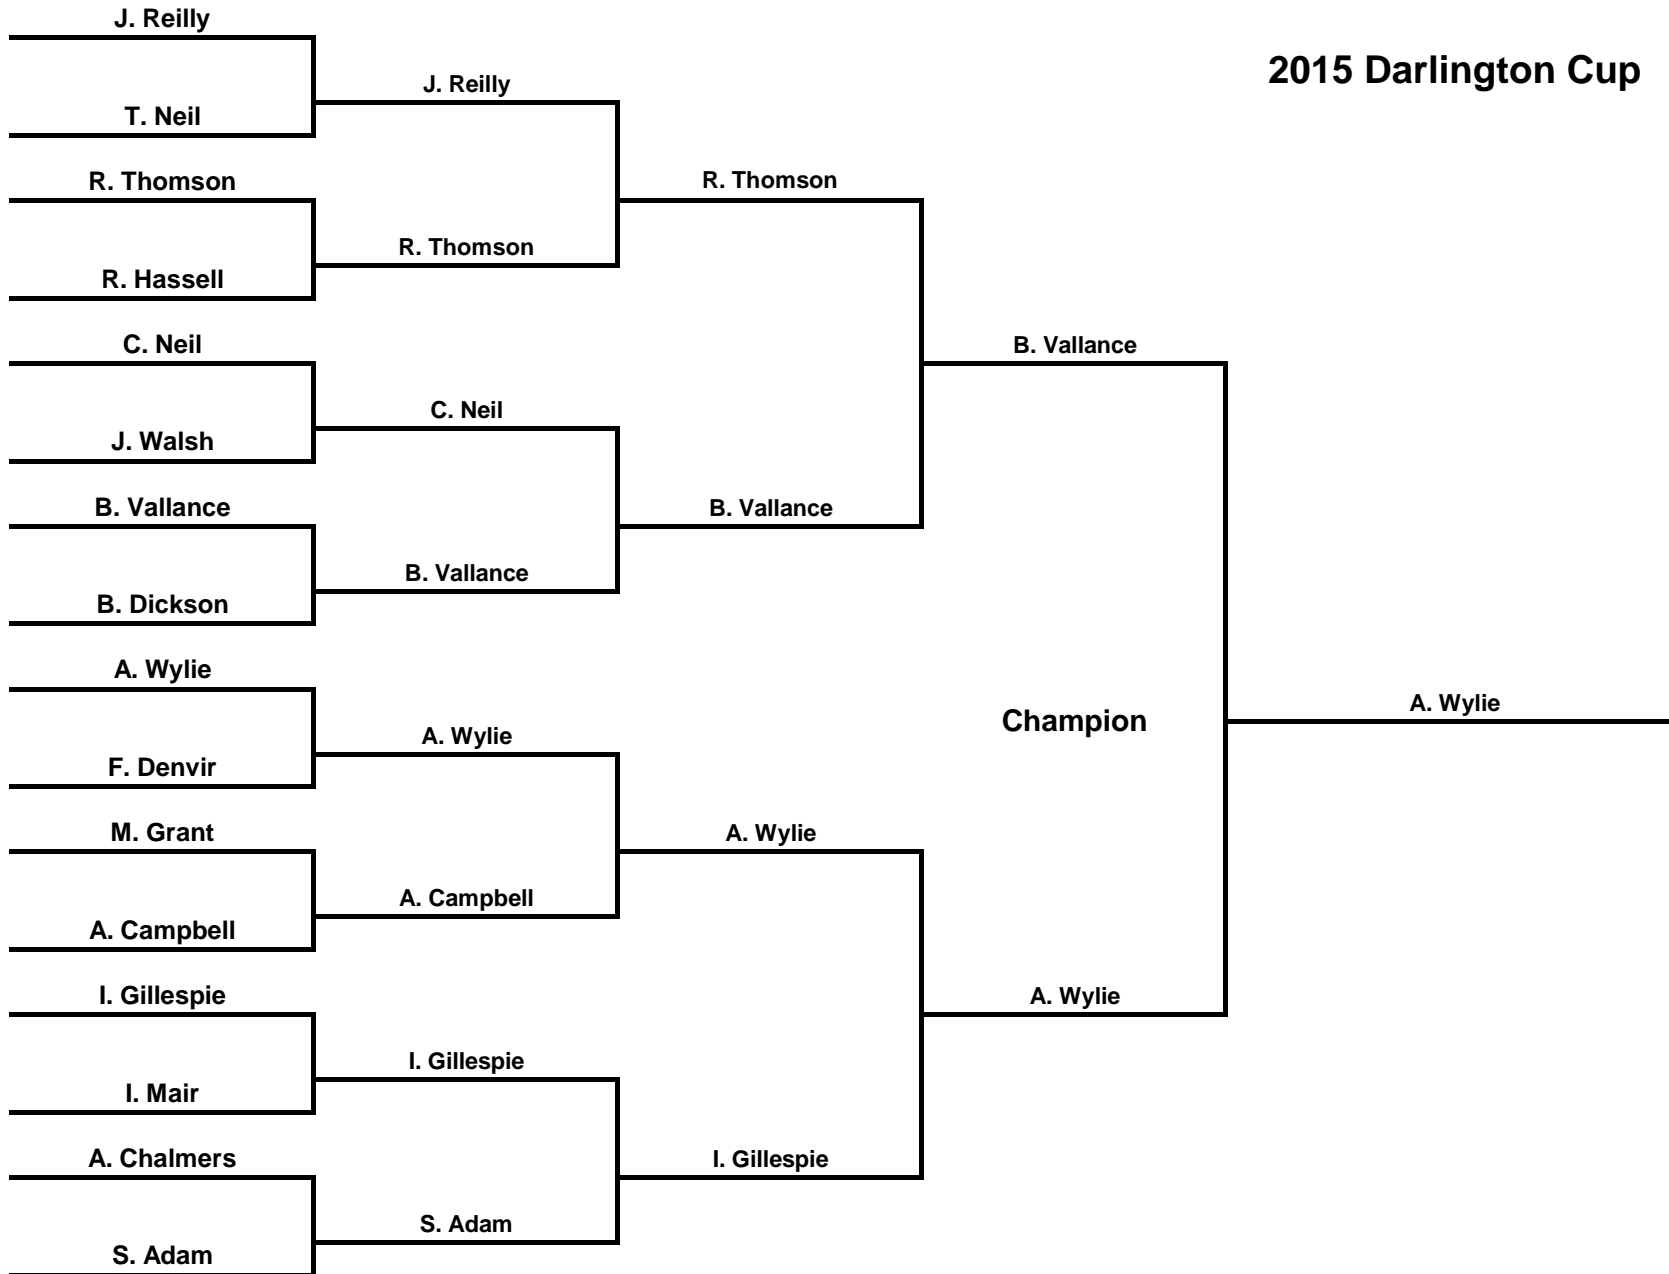 J. Reilly
2015 Darlington Cup
J. Reilly
T. Neil
R. Thomson
R. Thomson
R. Thomson
R. Hassell
C. Neil
B. Vallance
C. Neil
J. Walsh
B. Vallance
B. Vallance
B. Vallance
B. Dickson
A. Wylie
A. Wylie
Champion
A. Wylie
F. Denvir
M. Grant
A. Wylie
A. Campbell
A. Campbell
I. Gillespie
A. Wylie
I. Gillespie
I. Mair
A. Chalmers
I. Gillespie
S. Adam
S. Adam